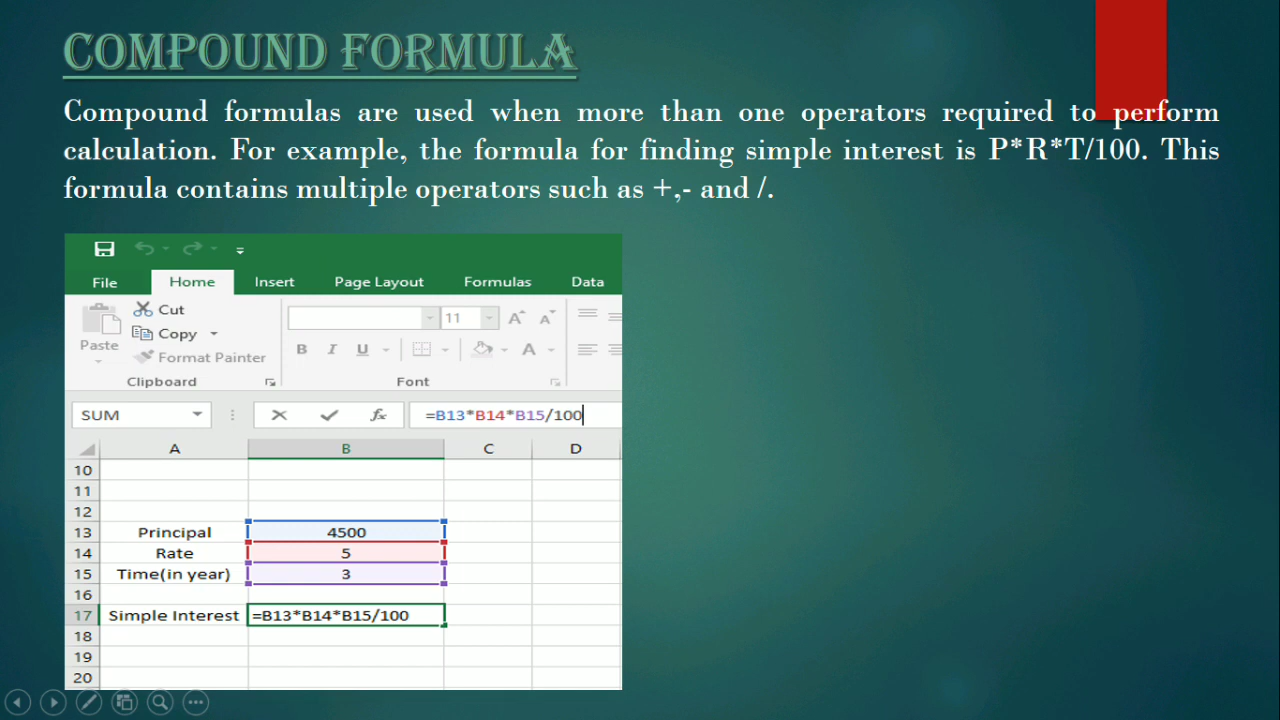 COMPOUND FORMULA
Compound formulas are used when more than one operators required to perform
calculation. For example, the formula for finding simple interest is P*R*T/100. This
formula contains multiple operators such as +,- and /.
File Home Insert Page Layout Formulas Data
Cut
Copy
Paste
Format Painter
11 A A
B I U A
Clipboard Font
SUM fx =B13*B14*B15/100
A B C D
10
11
12
13 Principal 4500
14 Rate 5
15 Time(in year) 3
16
17 Simple Interest =B13*B14*B15/100
18
19
20